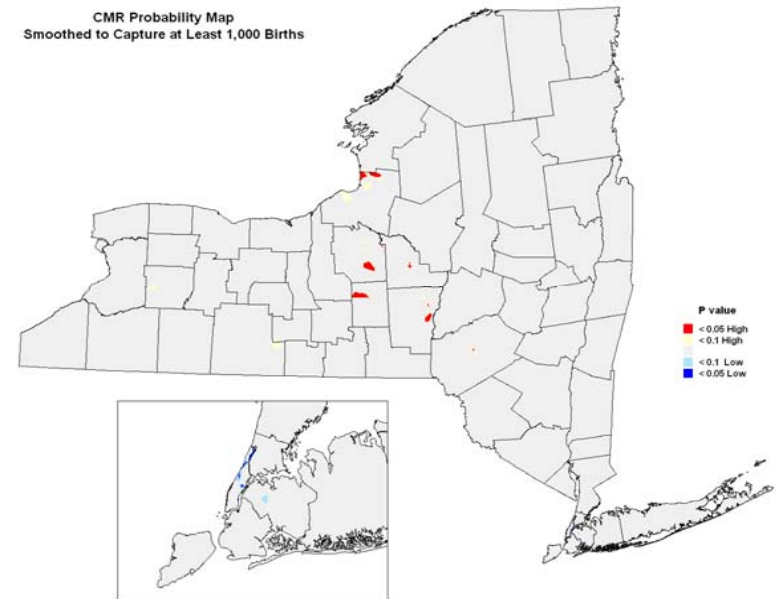 CMR Probability Map
Smoothed to Capture at Least 1,000 Births
P value
< 0.05 High
< 0.1 High
< 0.1 Low
< 0.05 Low